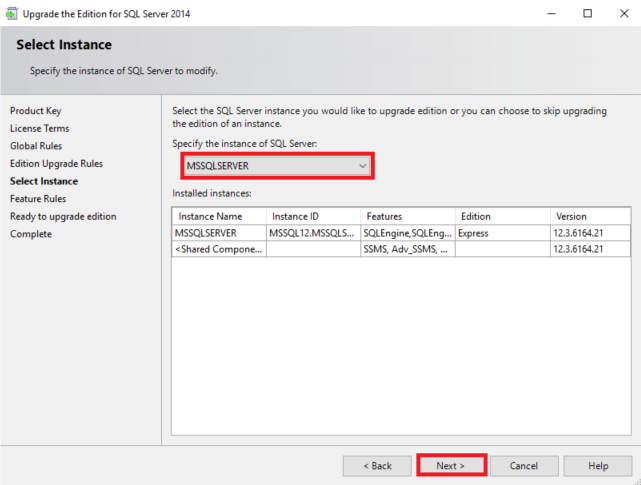 Upgrade the Edition for SQL Server 2014
Select Instance
Specify the instance of SQL Server to modify.
Product Key
License Terms
Global Rules
Edition Upgrade Rules
Select Instance
Feature Rules
Ready to upgrade edition
Complete
Select the SQL Server instance you would like to upgrade edition or you can choose to skip upgrading
the edition of an instance.
Specify the instance of SQL Server:
MSSQLSERVER
Installed instances:
Instance Name Instance ID Features Edition Version
MSSQLSERVER MSSQL12.MSSQLS... SQLEngine,SQLEng... Express 12.3.6164.21
<Shared Compone... SSMS, Adv_SSMS, ... 12.3.6164.21
< Back Next > Cancel Help